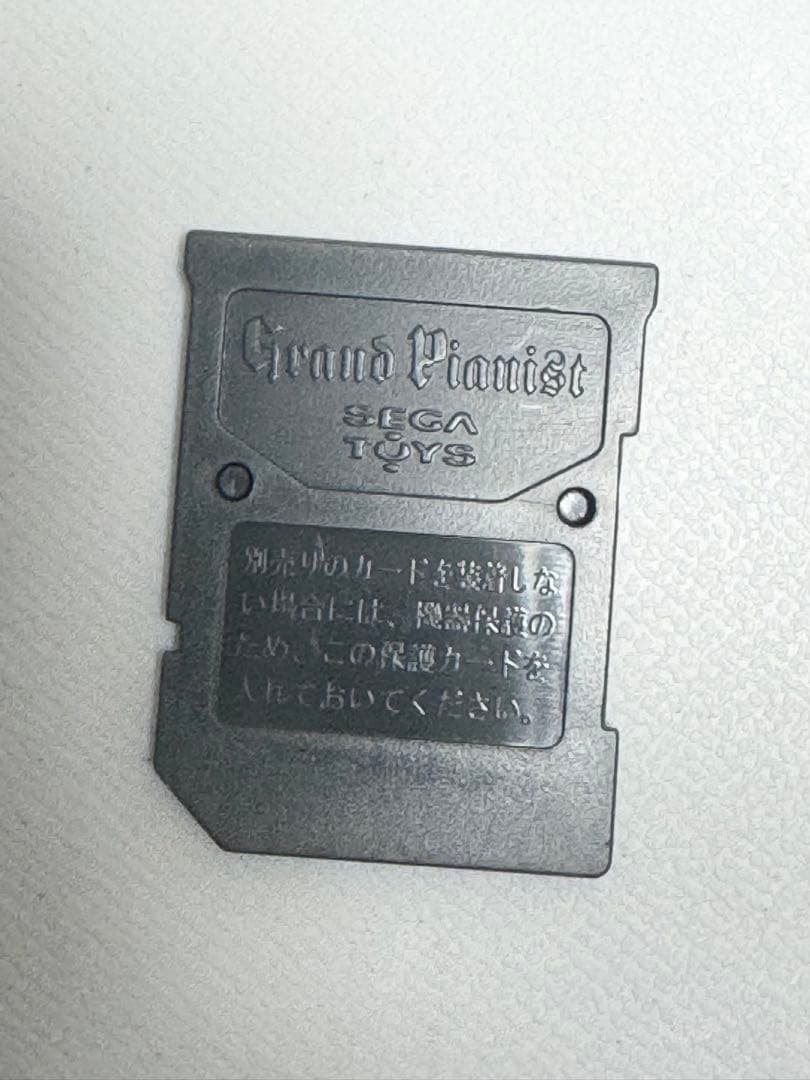 Grand Pianist
SEGA
TOYS
別売りのカードを装着しな
い場合には、機器保護の
ため、この保護カードを
入れておいてください。